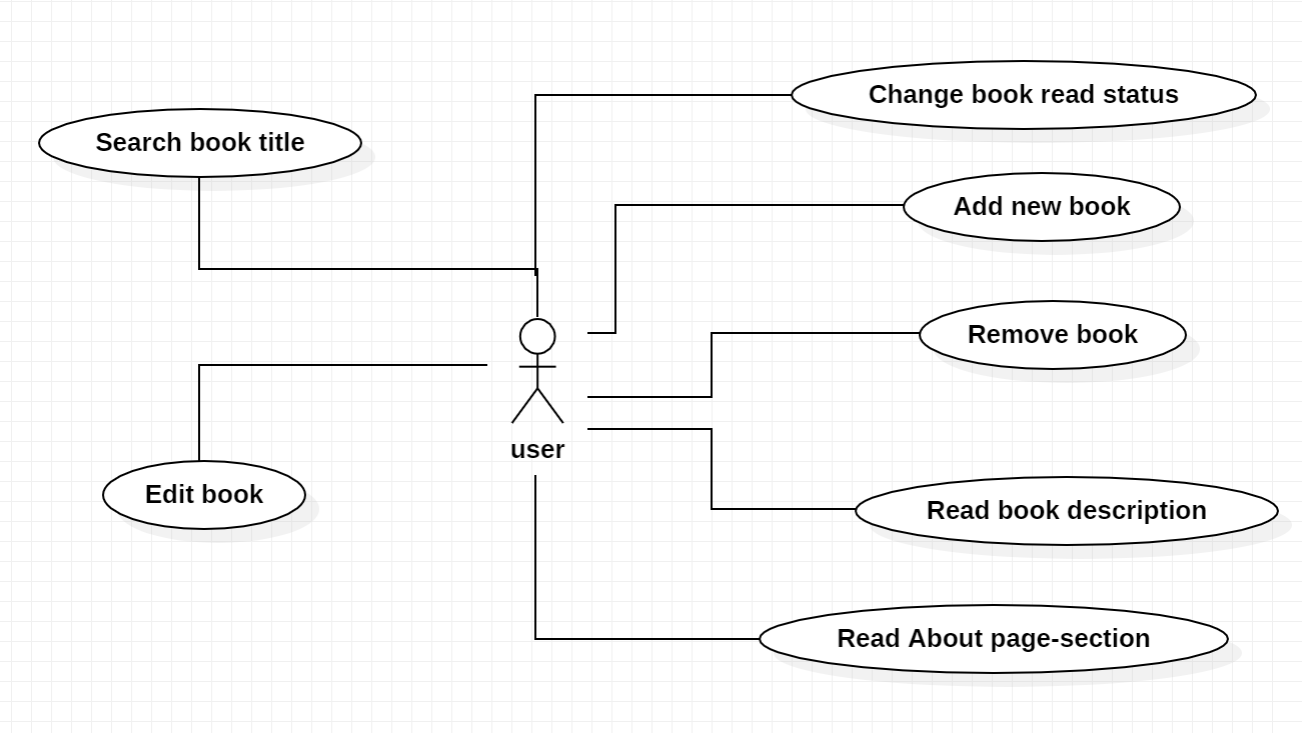 Change book read status
Search book title
Add new book
Remove book
user
Edit book
Read book description
Read About page-section